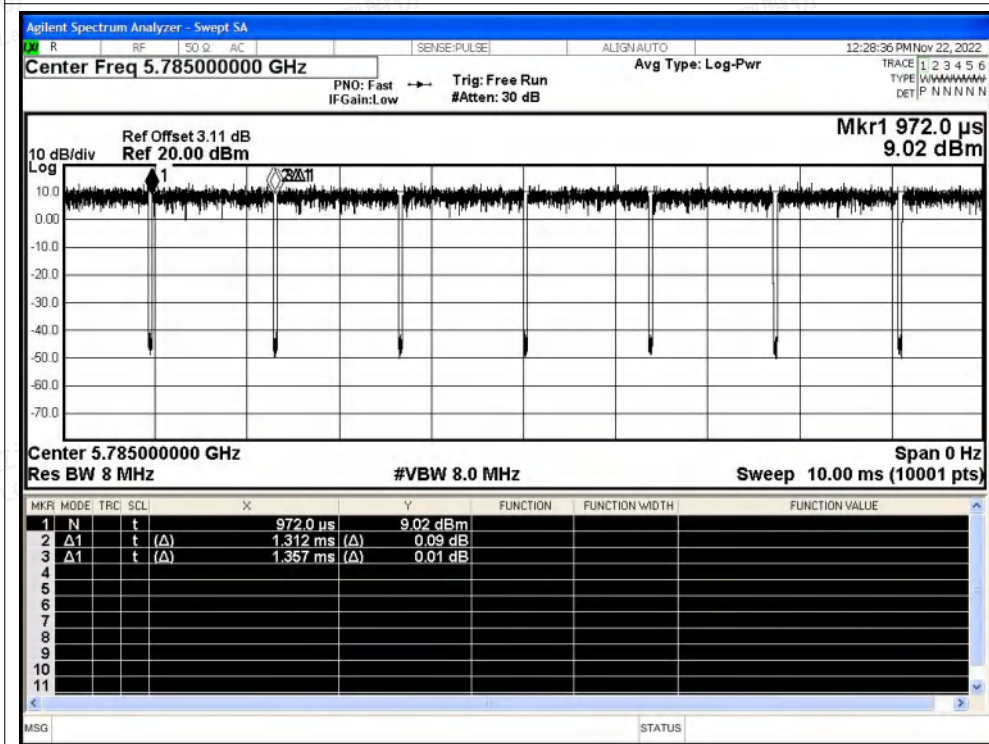 Agilent Spectrum Analyzer - Swept SA
LXI R RF 50 Ω AC SENSE:PULSE ALIGN AUTO 12:28:36 PM Nov 22, 2022
Center Freq 5.785000000 GHz
PNO: Fast
IFGain:Low
Trig: Free Run
#Atten: 30 dB
Avg Type: Log-Pwr
TRACE 1 2 3 4 5 6
TYPE WWWWWW
DET P N N N N N
Mkr1 972.0 µs
9.02 dBm
Ref Offset 3.11 dB
10 dB/div Ref 20.00 dBm
Log
1
10.0
0.00
-10.0
-20.0
-30.0
-40.0
-50.0
-60.0
-70.0
Center 5.785000000 GHz Span 0 Hz
Res BW 8 MHz #VBW 8.0 MHz Sweep 10.00 ms (10001 pts)
MKR MODE TRC SCL X Y FUNCTION FUNCTION WIDTH FUNCTION VALUE
1 N t 972.0 µs 9.02 dBm
2 Δ1 t (Δ) 1.312 ms (Δ) 0.09 dB
3 Δ1 t (Δ) 1.357 ms (Δ) 0.01 dB
4
5
6
7
8
9
10
11
MSG STATUS